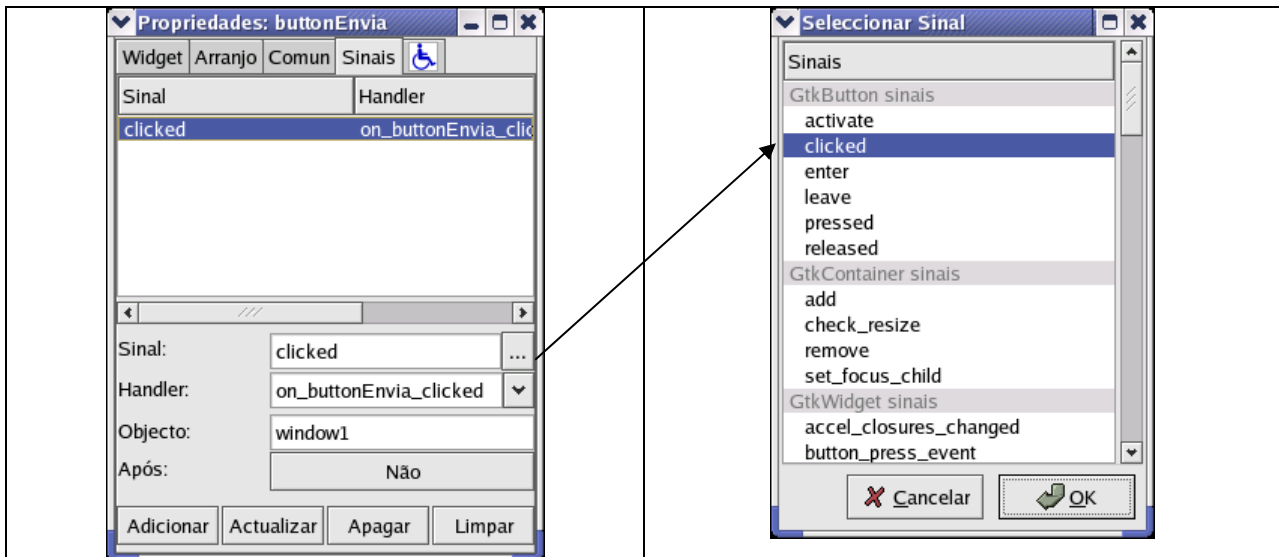 Propriedades: buttonEnvia
Widget Arranjo Comun Sinais
Sinal Handler
clicked on_buttonEnvia_clic
Sinal: clicked ...
Handler: on_buttonEnvia_clicked
Objecto: window1
Após: Não
Adicionar Actualizar Apagar Limpar
Seleccionar Sinal
Sinais
GtkButton sinais
activate
clicked
enter
leave
pressed
released
GtkContainer sinais
add
check_resize
remove
set_focus_child
GtkWidget sinais
accel_closures_changed
button_press_event
Cancelar OK